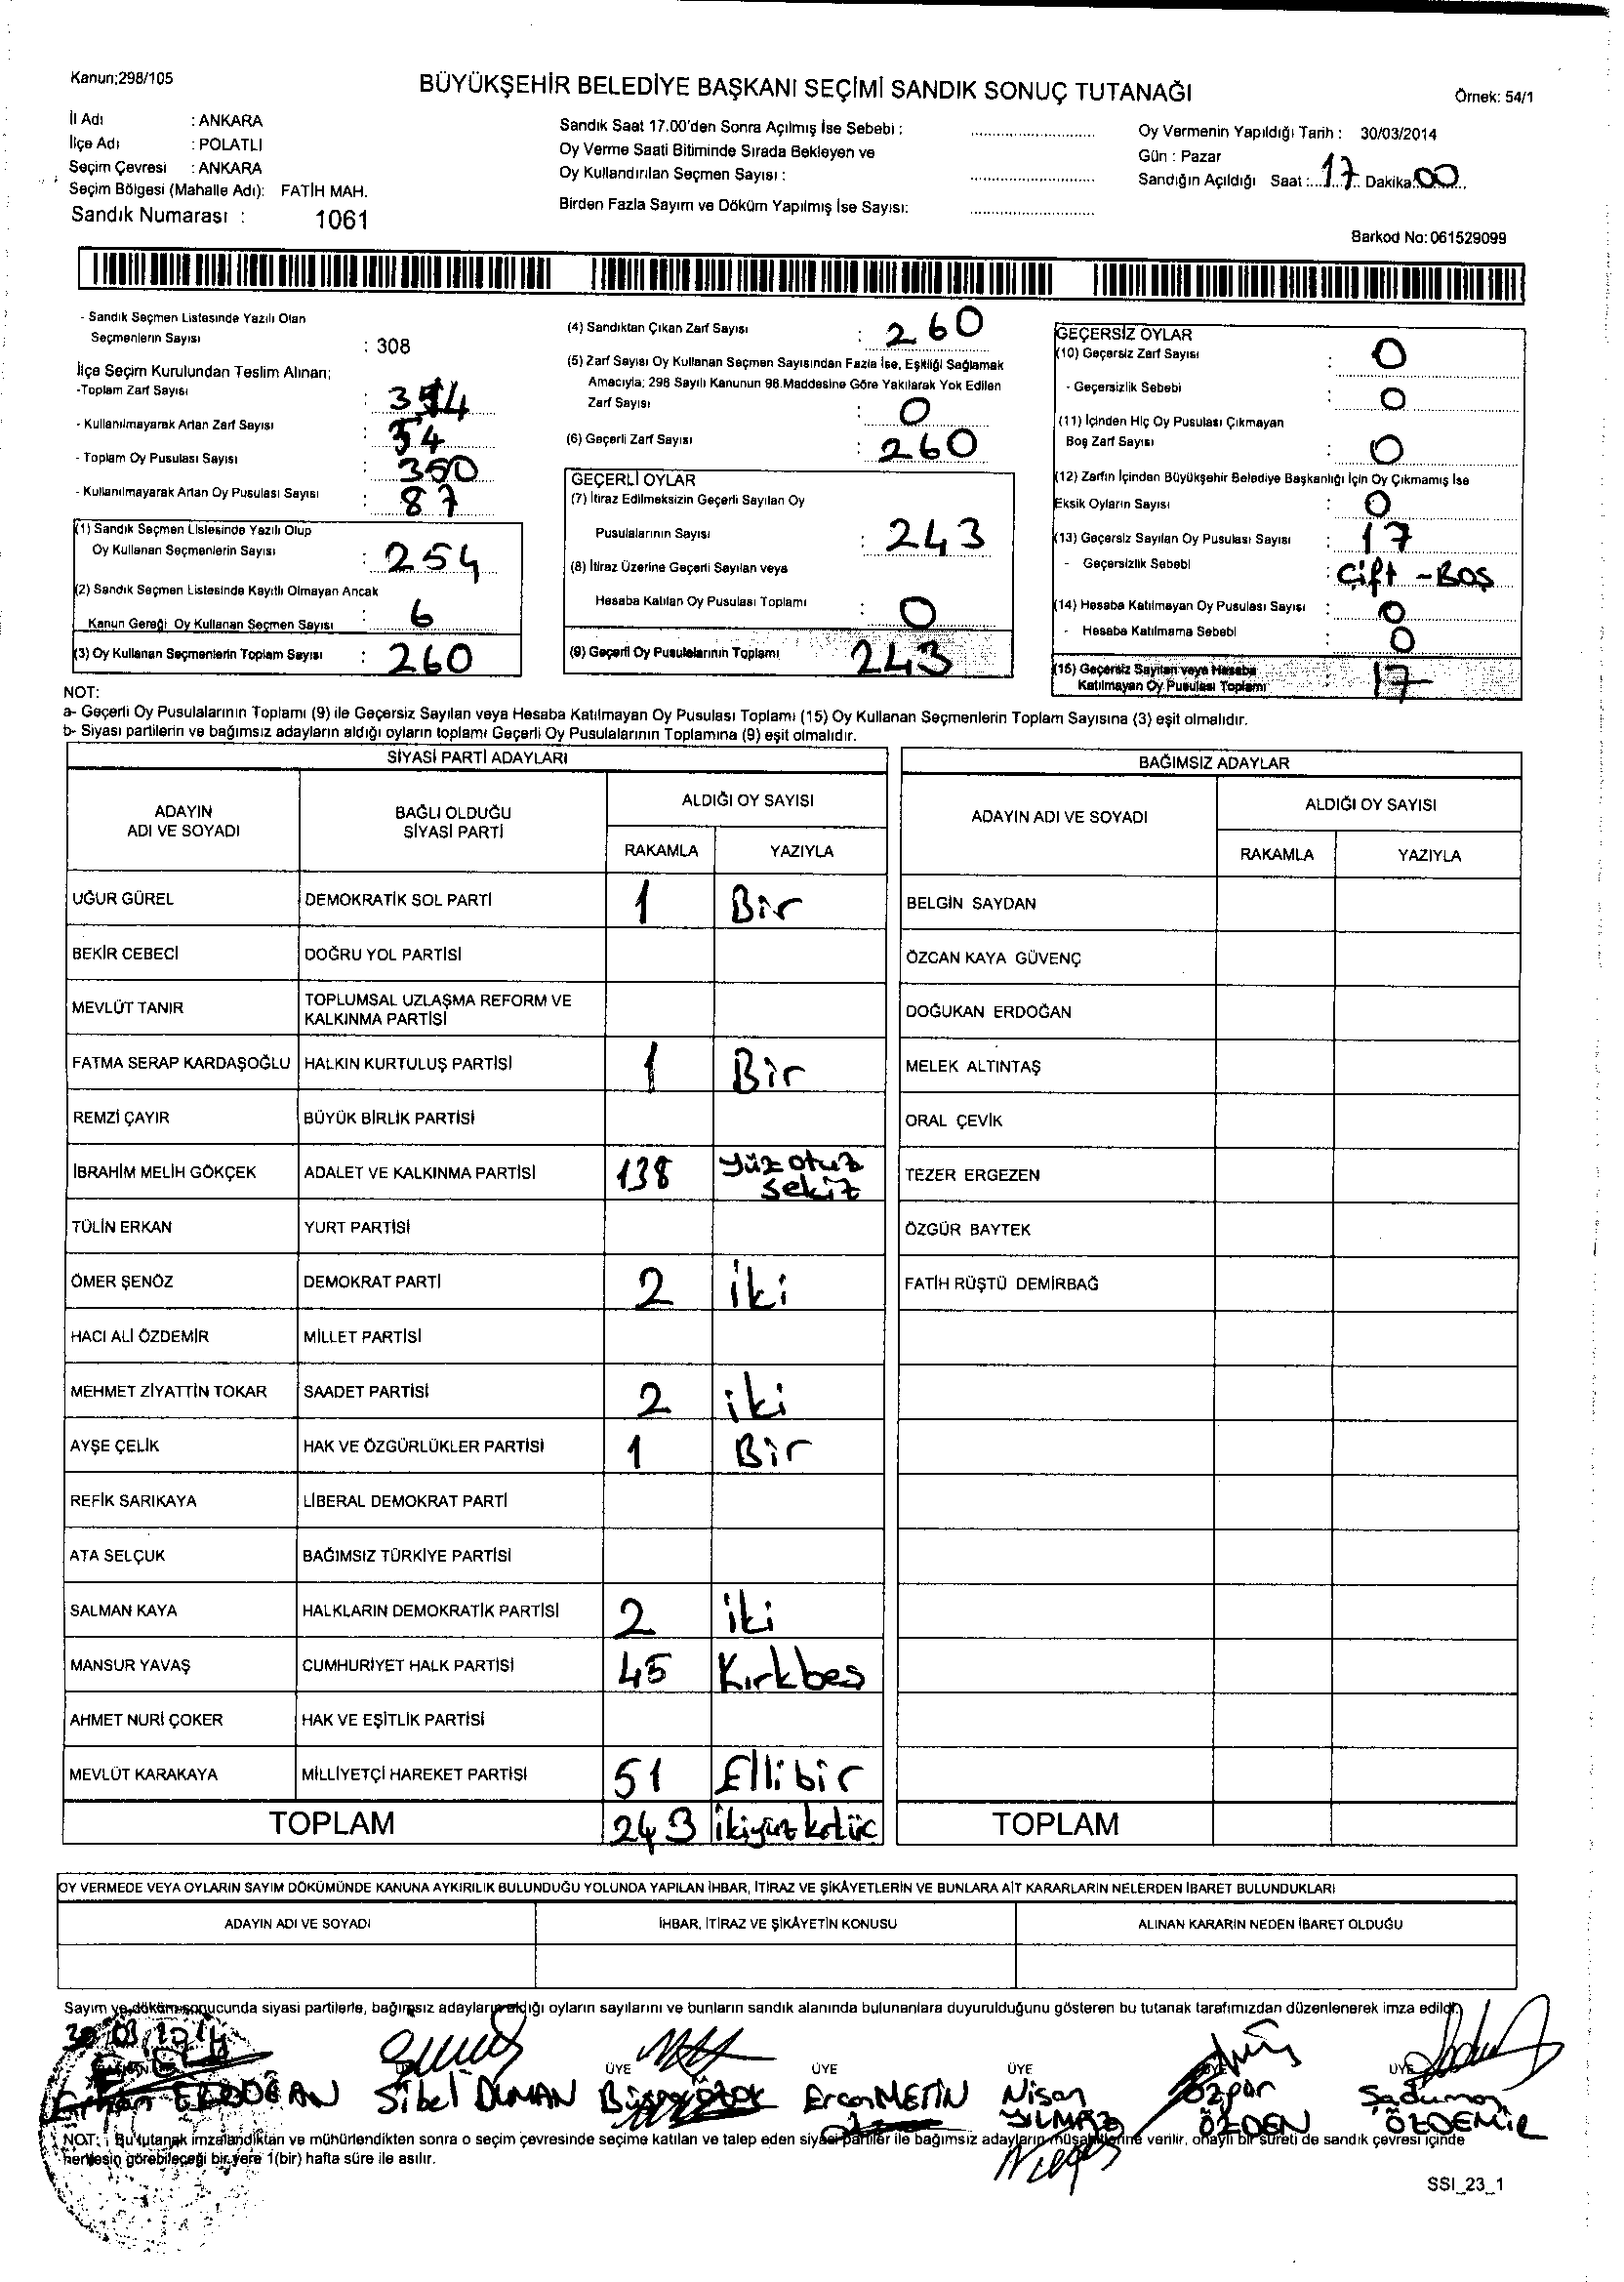 Kanun;298/105
BÜYÜKŞEHİR BELEDİYE BAŞKANI SEÇİMİ SANDIK SONUÇ TUTANAĞI
Örnek: 54/1
İl Adı : ANKARA
İlçe Adı : POLATLI
Seçim Çevresi : ANKARA
Seçim Bölgesi (Mahalle Adı): FATİH MAH.
Sandık Numarası : 1061
Sandık Saat 17.00'den Sonra Açılmış İse Sebebi :
Oy Verme Saati Bitiminde Sırada Bekleyen ve
Oy Kullandırılan Seçmen Sayısı :
Birden Fazla Sayım ve Döküm Yapılmış İse Sayısı:
Oy Vermenin Yapıldığı Tarih : 30/03/2014
Gün : Pazar
Sandığın Açıldığı Saat : 17 Dakika 00
Barkod No: 061529099
- Sandık Seçmen Listesinde Yazılı Olan
Seçmenlerin Sayısı : 308
İlçe Seçim Kurulundan Teslim Alınan;
-Toplam Zarf Sayısı :
- Kullanılmayarak Artan Zarf Sayısı : 54
- Toplam Oy Pusulası Sayısı : 350
- Kullanılmayarak Artan Oy Pusulası Sayısı : 87
(1) Sandık Seçmen Listesinde Yazılı Olup
Oy Kullanan Seçmenlerin Sayısı : 254
(2) Sandık Seçmen Listesinde Kayıtlı Olmayan Ancak
Kanun Gereği Oy Kullanan Seçmen Sayısı : 6
(3) Oy Kullanan Seçmenlerin Toplam Sayısı : 260
(4) Sandıktan Çıkan Zarf Sayısı : 260
(5) Zarf Sayısı Oy Kullanan Seçmen Sayısından Fazla İse, Eşitliği Sağlamak
Amacıyla; 298 Sayılı Kanunun 98.Maddesine Göre Yakılarak Yok Edilen
Zarf Sayısı : 0
(6) Geçerli Zarf Sayısı : 260
GEÇERLİ OYLAR
(7) İtiraz Edilmeksizin Geçerli Sayılan Oy
Pusulalarının Sayısı : 243
(8) İtiraz Üzerine Geçerli Sayılan veya
Hesaba Katılan Oy Pusulası Toplamı : 0
(9) Geçerli Oy Pusulalarının Toplamı 243
GEÇERSİZ OYLAR
(10) Geçersiz Zarf Sayısı : 0
- Geçersizlik Sebebi : 0
(11) İçinden Hiç Oy Pusulası Çıkmayan
Boş Zarf Sayısı : 0
(12) Zarfın İçinden Büyükşehir Belediye Başkanlığı İçin Oy Çıkmamış İse
Eksik Oyların Sayısı : 0
(13) Geçersiz Sayılan Oy Pusulası Sayısı : 17
- Geçersizlik Sebebi : Çift - Boş
(14) Hesaba Katılmayan Oy Pusulası Sayısı : 0
- Hesaba Katılmama Sebebi : 0
(15) Geçersiz Sayılan veya Hesaba
Katılmayan Oy Pusulası Toplamı : 17
NOT:
a- Geçerli Oy Pusulalarının Toplamı (9) ile Geçersiz Sayılan veya Hesaba Katılmayan Oy Pusulası Toplamı (15) Oy Kullanan Seçmenlerin Toplam Sayısına (3) eşit olmalıdır.
b- Siyasi partilerin ve bağımsız adayların aldığı oyların toplamı Geçerli Oy Pusulalarının Toplamına (9) eşit olmalıdır.
SİYASİ PARTİ ADAYLARI
ADAYIN ADI VE SOYADI
BAĞLI OLDUĞU SİYASİ PARTİ
ALDIĞI OY SAYISI
RAKAMLA YAZIYLA
UĞUR GÜREL DEMOKRATİK SOL PARTİ 1 Bir
BEKİR CEBECİ DOĞRU YOL PARTİSİ
MEVLÜT TANIR TOPLUMSAL UZLAŞMA REFORM VE KALKINMA PARTİSİ
FATMA SERAP KARDAŞOĞLU HALKIN KURTULUŞ PARTİSİ 1 Bir
REMZİ ÇAYIR BÜYÜK BİRLİK PARTİSİ
İBRAHİM MELİH GÖKÇEK ADALET VE KALKINMA PARTİSİ 138 Yüz otuz sekiz
TÜLİN ERKAN YURT PARTİSİ
ÖMER ŞENÖZ DEMOKRAT PARTİ 2 iki
HACI ALİ ÖZDEMİR MİLLET PARTİSİ
MEHMET ZİYATTİN TOKAR SAADET PARTİSİ 2 iki
AYŞE ÇELİK HAK VE ÖZGÜRLÜKLER PARTİSİ 1 Bir
REFİK SARIKAYA LİBERAL DEMOKRAT PARTİ
ATA SELÇUK BAĞIMSIZ TÜRKİYE PARTİSİ
SALMAN KAYA HALKLARIN DEMOKRATİK PARTİSİ 2 iki
MANSUR YAVAŞ CUMHURİYET HALK PARTİSİ 45 Kırkbeş
AHMET NURİ ÇOKER HAK VE EŞİTLİK PARTİSİ
MEVLÜT KARAKAYA MİLLİYETÇİ HAREKET PARTİSİ 51 Ellibir
TOPLAM 243
BAĞIMSIZ ADAYLAR
ADAYIN ADI VE SOYADI
ALDIĞI OY SAYISI
RAKAMLA YAZIYLA
BELGİN SAYDAN
ÖZCAN KAYA GÜVENÇ
DOĞUKAN ERDOĞAN
MELEK ALTINTAŞ
ORAL ÇEVİK
TEZER ERGEZEN
ÖZGÜR BAYTEK
FATİH RÜŞTÜ DEMİRBAĞ
TOPLAM
OY VERMEDE VEYA OYLARIN SAYIM DÖKÜMÜNDE KANUNA AYKIRILIK BULUNDUĞU YOLUNDA YAPILAN İHBAR, İTİRAZ VE ŞİKÂYETLERİN VE BUNLARA AİT KARARLARIN NELERDEN İBARET BULUNDUKLARI
ADAYIN ADI VE SOYADI İHBAR, İTİRAZ VE ŞİKÂYETİN KONUSU ALINAN KARARIN NEDEN İBARET OLDUĞU
Sayım ve döküm sonucunda siyasi partilerle, bağımsız adayların aldığı oyların sayılarını ve bunların sandık alanında bulunanlara duyurulduğunu gösteren bu tutanak tarafımızdan düzenlenerek imza edildi.
ÜYE ÜYE ÜYE ÜYE
ERDOĞAN Sibel DUMAN Ercan METİN Nisan YILMAZ ÖZDEN ÖZDEMİR
NOT: Bu tutanak imzalandıktan ve mühürlendikten sonra o seçim çevresinde seçime katılan ve talep eden siyasi partiler ile bağımsız adayların müşahitlerine verilir, onaylı bir sureti de sandık çevresi içinde
herkesin görebileceği bir yere 1(bir) hafta süre ile asılır.
SSI_23_1